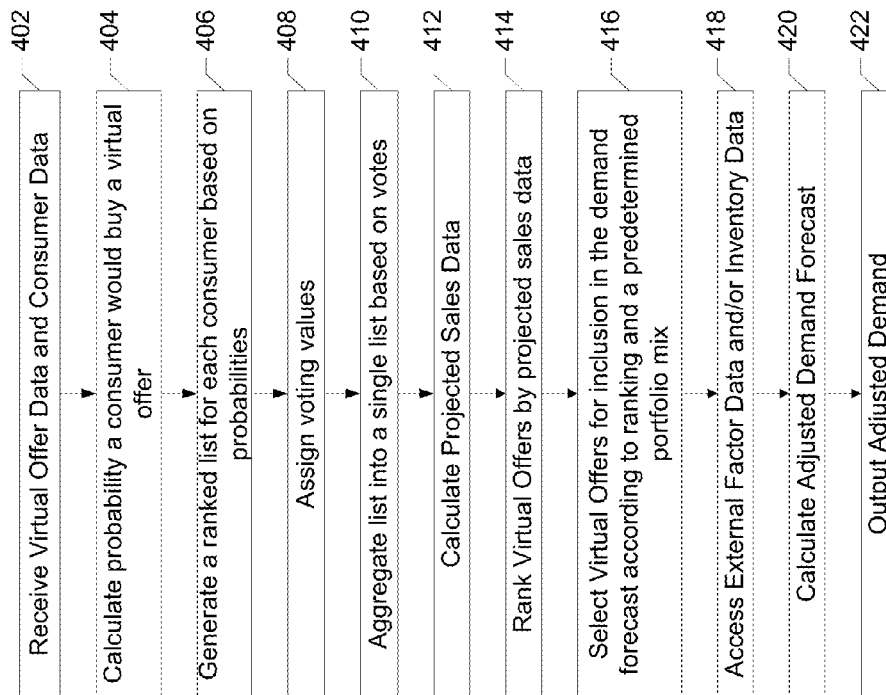 402
Receive Virtual Offer Data and Consumer Data
404
Calculate probability a consumer would buy a virtual
offer
406
Generate a ranked list for each consumer based on
probabilities
408
Assign voting values
410
Aggregate list into a single list based on votes
412
Calculate Projected Sales Data
414
Rank Virtual Offers by projected sales data
416
Select Virtual Offers for inclusion in the demand
forecast according to ranking and a predetermined
portfolio mix
418
Access External Factor Data and/or Inventory Data
420
Calculate Adjusted Demand Forecast
422
Output Adjusted Demand